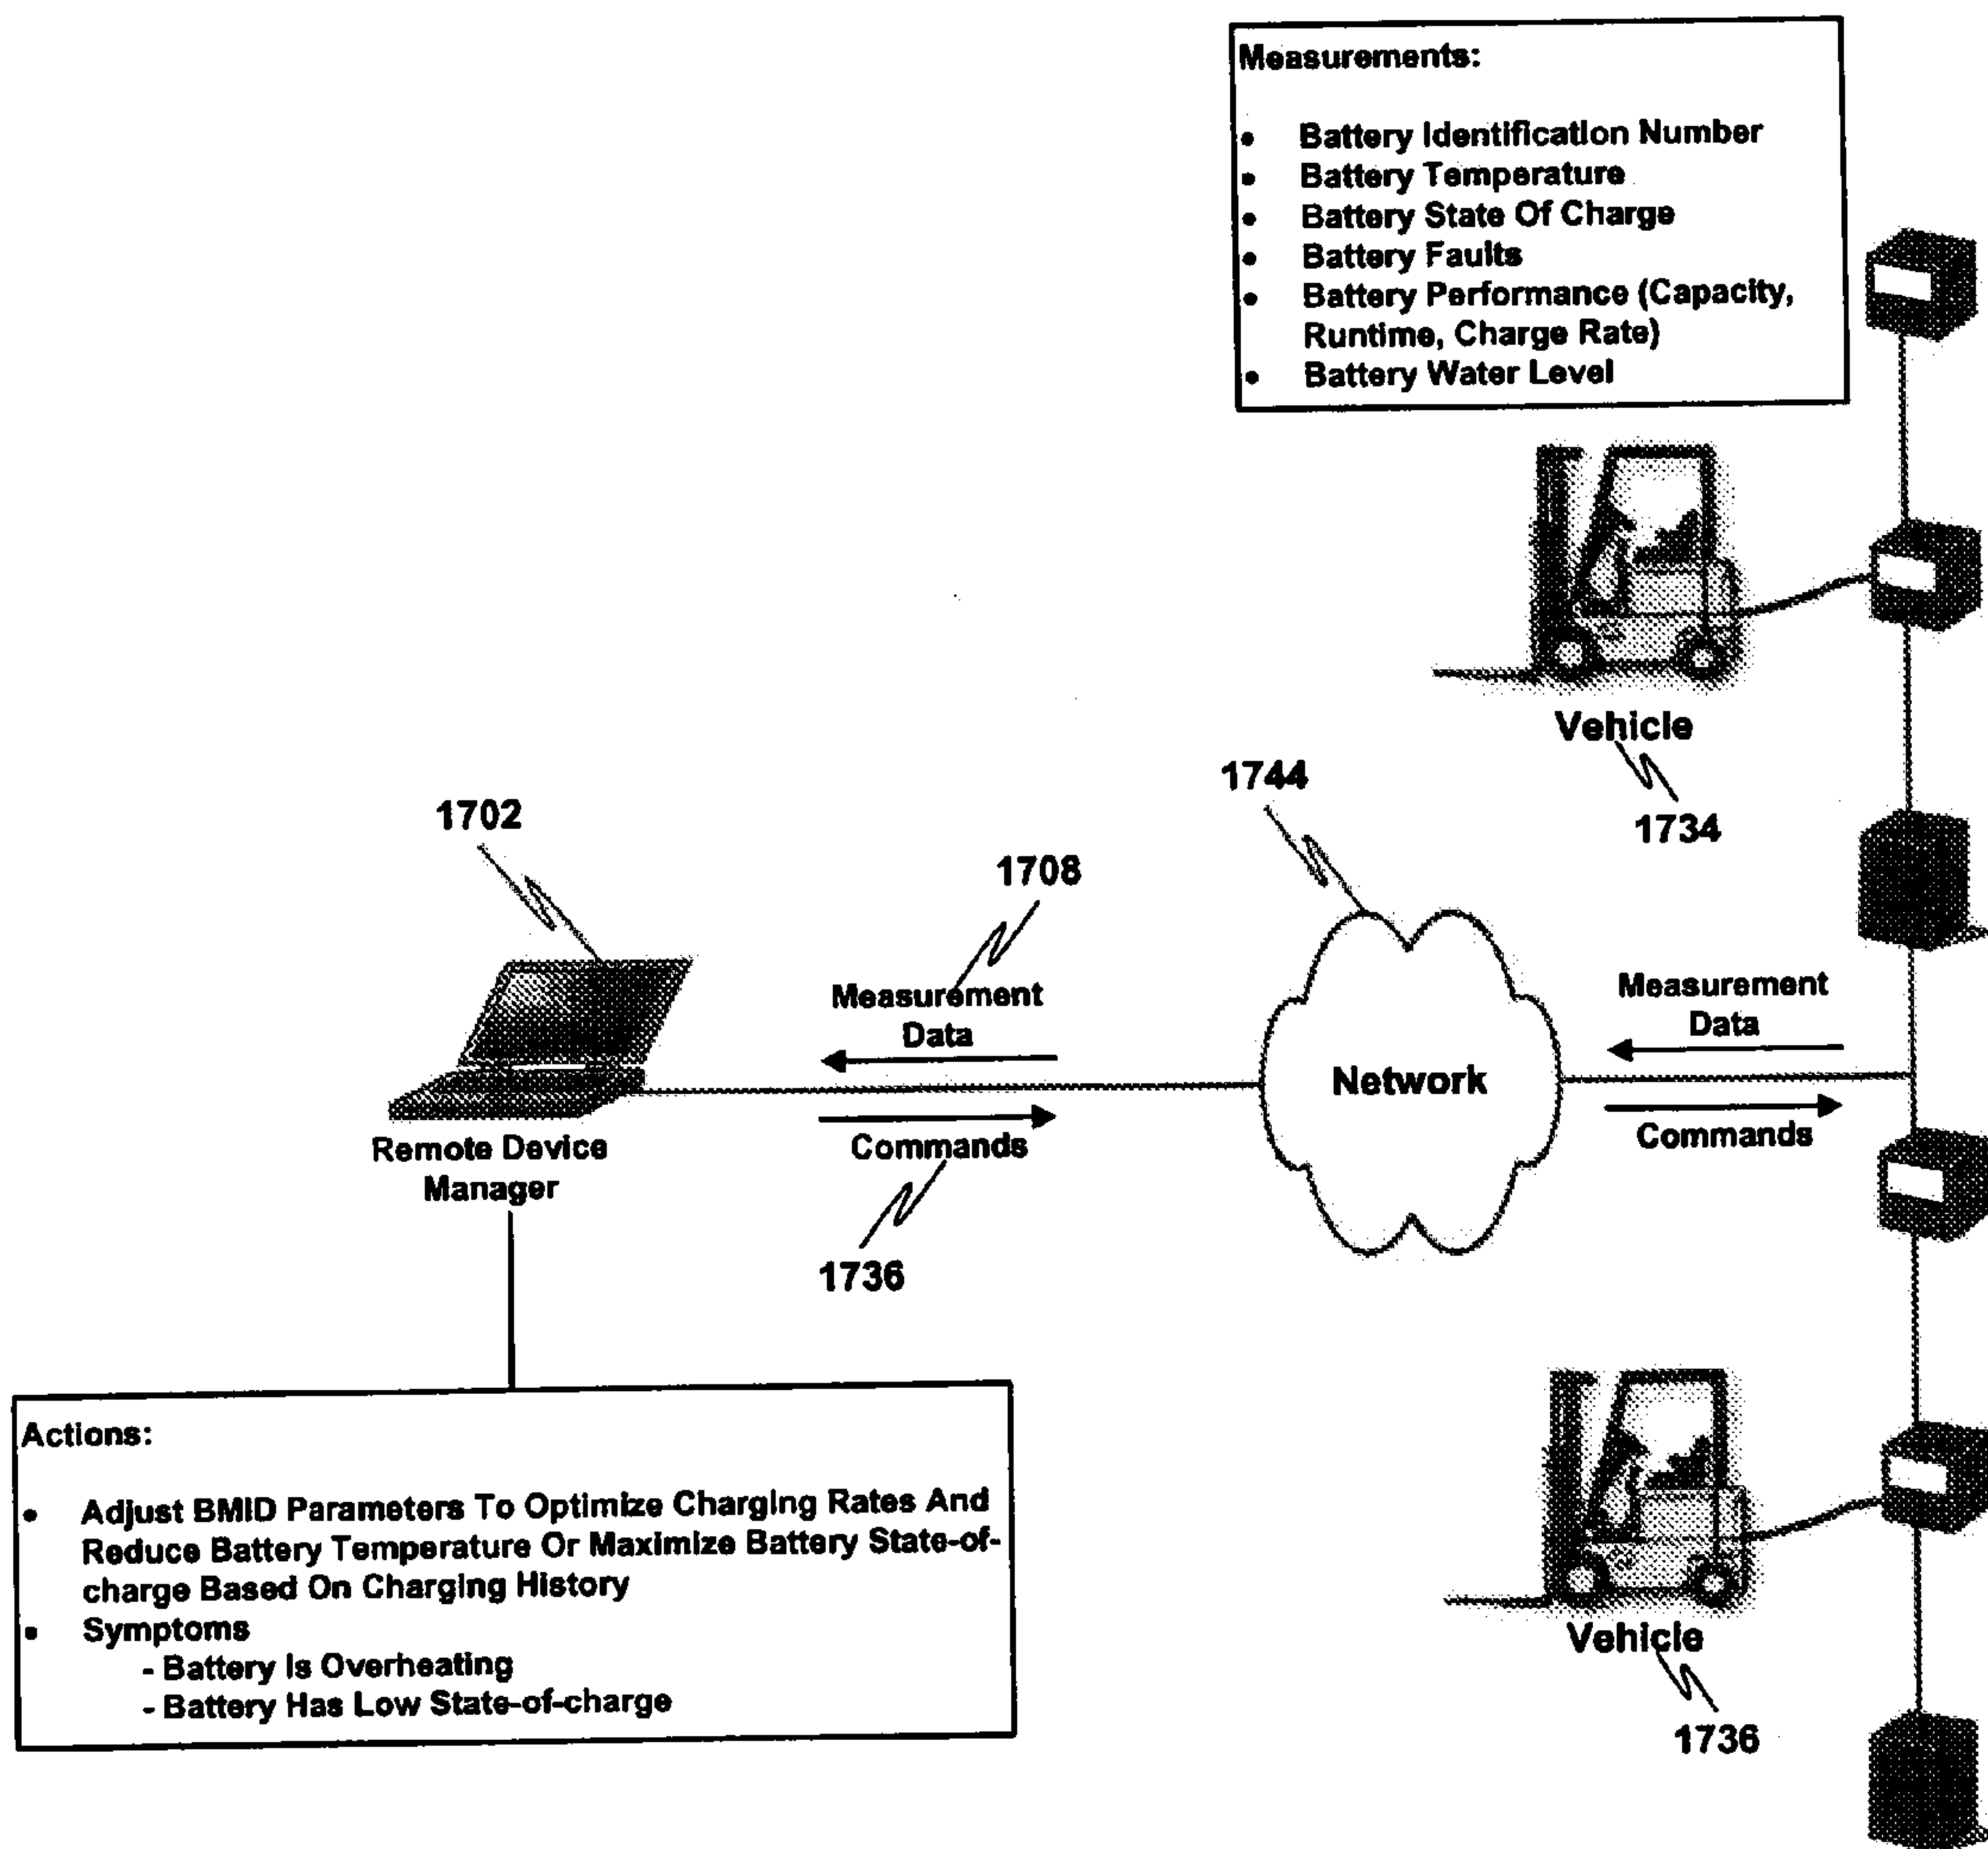 Measurements:
• Battery Identification Number
• Battery Temperature
• Battery State Of Charge
• Battery Faults
• Battery Performance (Capacity,
Runtime, Charge Rate)
• Battery Water Level
Vehicle
1734
1744
1702
1708
Measurement
Data
Measurement
Data
Network
Commands
Commands
Remote Device
Manager
1736
Actions:
• Adjust BMID Parameters To Optimize Charging Rates And
Reduce Battery Temperature Or Maximize Battery State-of-
charge Based On Charging History
• Symptoms
- Battery Is Overheating
- Battery Has Low State-of-charge
Vehicle
1736